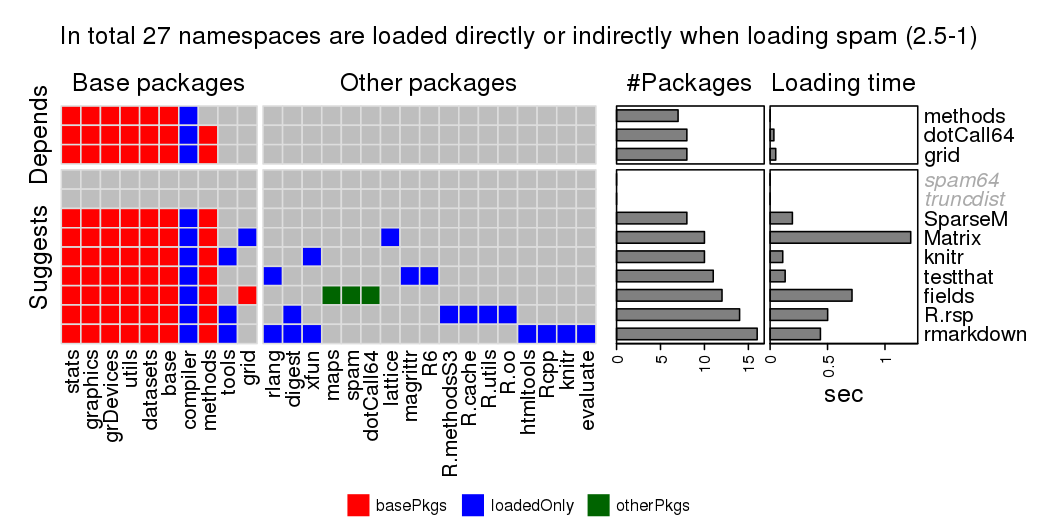 In total 27 namespaces are loaded directly or indirectly when loading spam (2.5-1)
Base packages
Other packages
#Packages
Loading time
Depends
methods
dotCall64
grid
Suggests
spam64
truncdist
SparseM
Matrix
knitr
testthat
fields
R.rsp
rmarkdown
stats
graphics
grDevices
utils
datasets
base
compiler
methods
tools
grid
rlang
digest
xfun
maps
spam
dotCall64
lattice
magrittr
R6
R.methodsS3
R.cache
R.utils
R.oo
htmltools
Rcpp
knitr
evaluate
0
5
10
15
0
0.5
1
sec
basePkgs
loadedOnly
otherPkgs